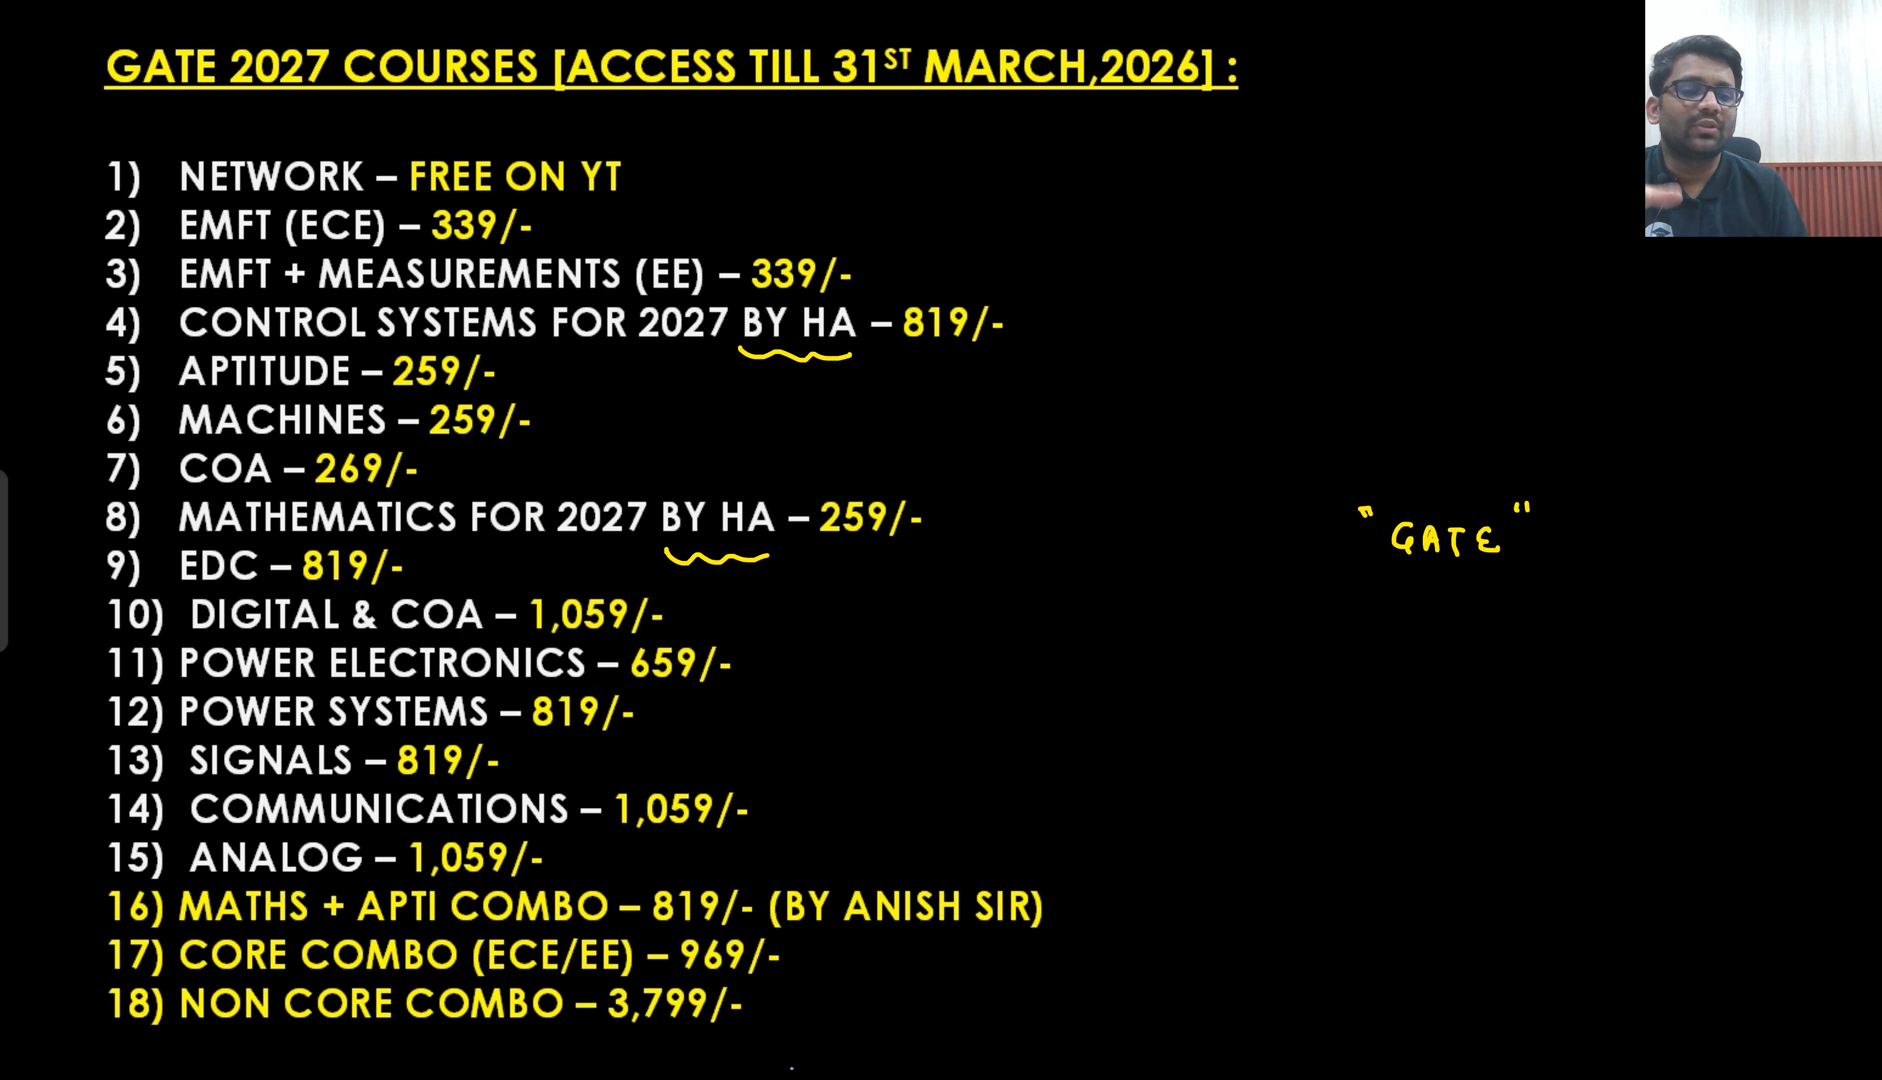 GATE 2027 COURSES [ACCESS TILL 31ST MARCH,2026] :
1) NETWORK – FREE ON YT
2) EMFT (ECE) – 339/-
3) EMFT + MEASUREMENTS (EE) – 339/-
4) CONTROL SYSTEMS FOR 2027 BY HA – 819/-
5) APTITUDE – 259/-
6) MACHINES – 259/-
7) COA – 269/-
8) MATHEMATICS FOR 2027 BY HA – 259/-
9) EDC – 819/-
10) DIGITAL & COA – 1,059/-
11) POWER ELECTRONICS – 659/-
12) POWER SYSTEMS – 819/-
13) SIGNALS – 819/-
14) COMMUNICATIONS – 1,059/-
15) ANALOG – 1,059/-
16) MATHS + APTI COMBO – 819/- (BY ANISH SIR)
17) CORE COMBO (ECE/EE) – 969/-
18) NON CORE COMBO – 3,799/-
"GATE"